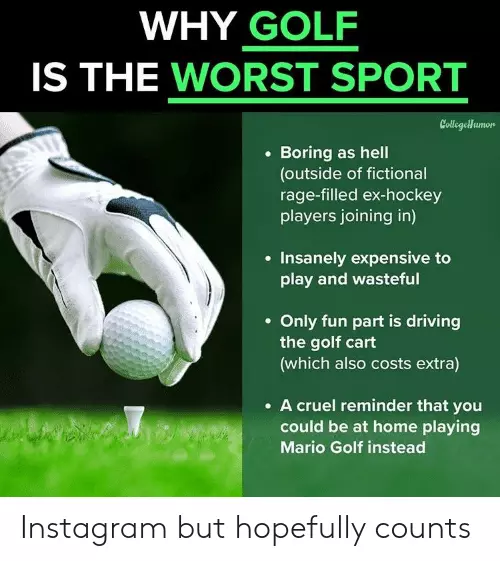 WHY GOLF
IS THE WORST SPORT
CollegeHumor
• Boring as hell
(outside of fictional
rage-filled ex-hockey
players joining in)
• Insanely expensive to
play and wasteful
• Only fun part is driving
the golf cart
(which also costs extra)
• A cruel reminder that you
could be at home playing
Mario Golf instead
Instagram but hopefully counts